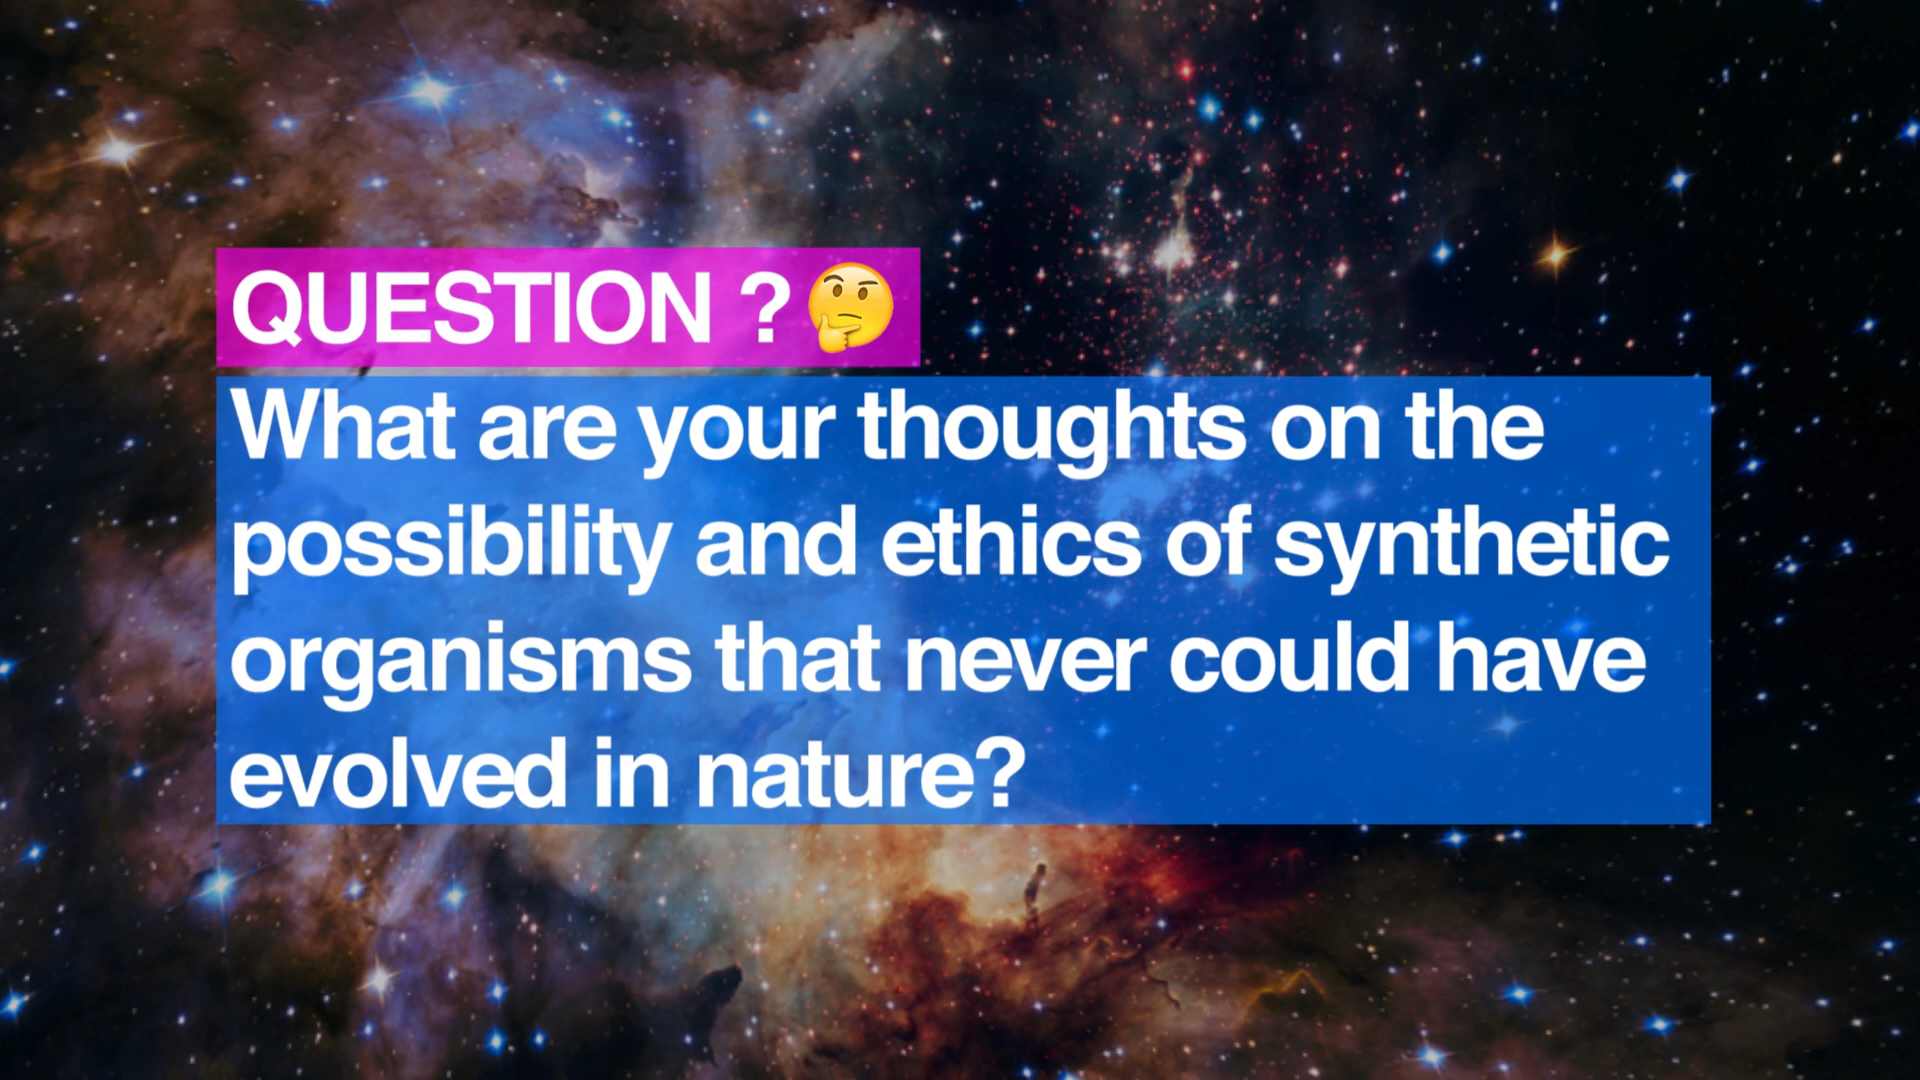 QUESTION ?🤔
What are your thoughts on the
possibility and ethics of synthetic
organisms that never could have
evolved in nature?